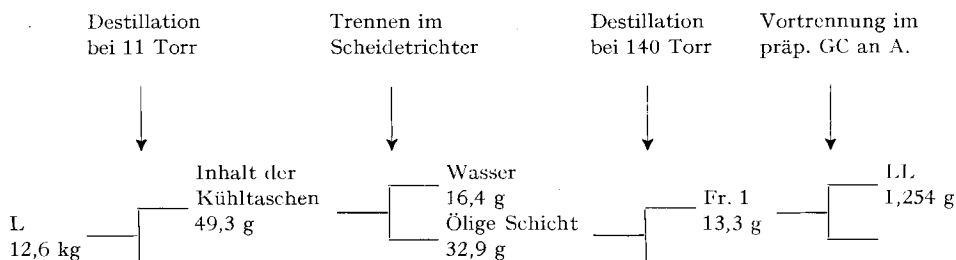 Destillation
bei 11 Torr
Trennen im
Scheidetrichter
Destillation
bei 140 Torr
Vortrennung im
präp. GC an A.
L
12,6 kg
Inhalt der
Kühltaschen
49,3 g
Wasser
16,4 g
Ölige Schicht
32,9 g
Fr. 1
13,3 g
LL
1,254 g